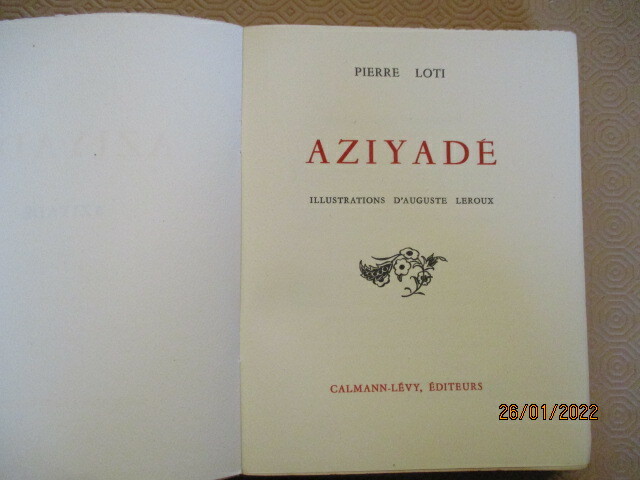 PIERRE LOTI
AZIYADÉ
ILLUSTRATIONS D'AUGUSTE LEROUX
CALMANN-LÉVY, ÉDITEURS
26/01/2022